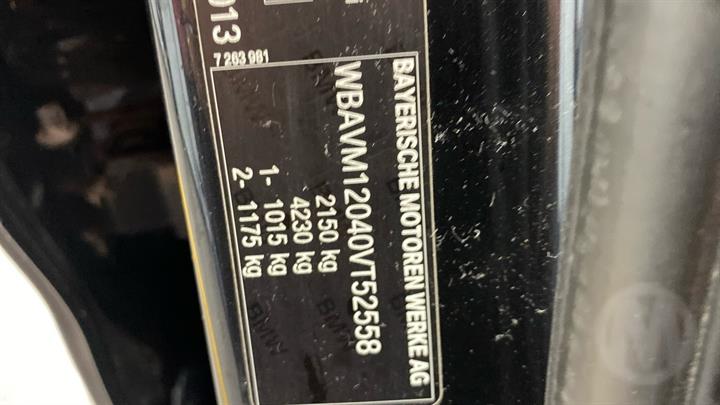 BAYERISCHE MOTOREN WERKE AG
WBAVM12040VT52558
2150 kg
4230 kg
1- 1015 kg
2- 1175 kg
7 263 981
013
BMW
M